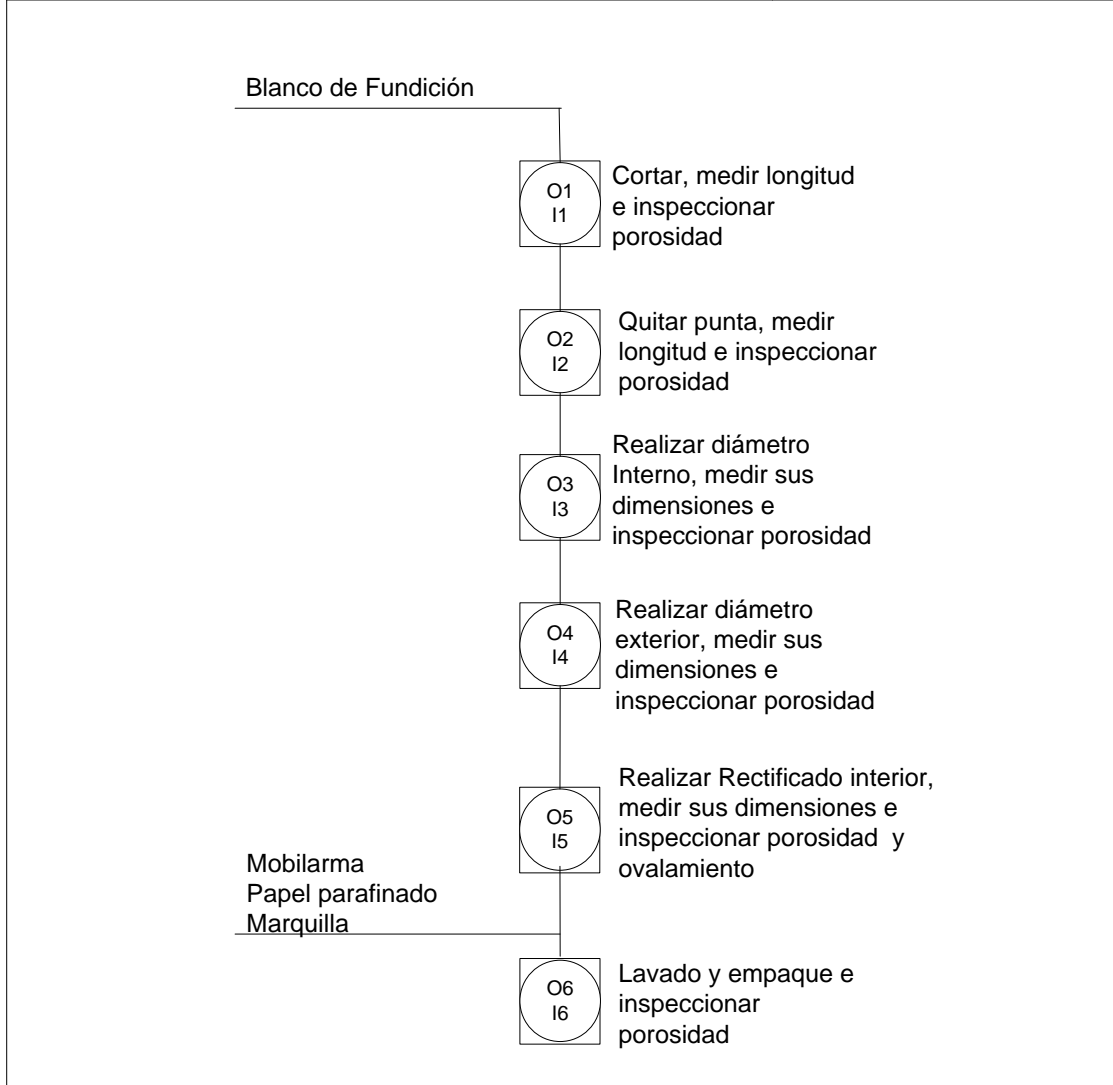 Blanco de Fundición
O1
I1
Cortar, medir longitud
e inspeccionar
porosidad
O2
I2
Quitar punta, medir
longitud e inspeccionar
porosidad
O3
I3
Realizar diámetro
Interno, medir sus
dimensiones e
inspeccionar porosidad
O4
I4
Realizar diámetro
exterior, medir sus
dimensiones e
inspeccionar porosidad
O5
I5
Realizar Rectificado interior,
medir sus dimensiones e
inspeccionar porosidad y
ovalamiento
Mobilarma
Papel parafinado
Marquilla
O6
I6
Lavado y empaque e
inspeccionar
porosidad